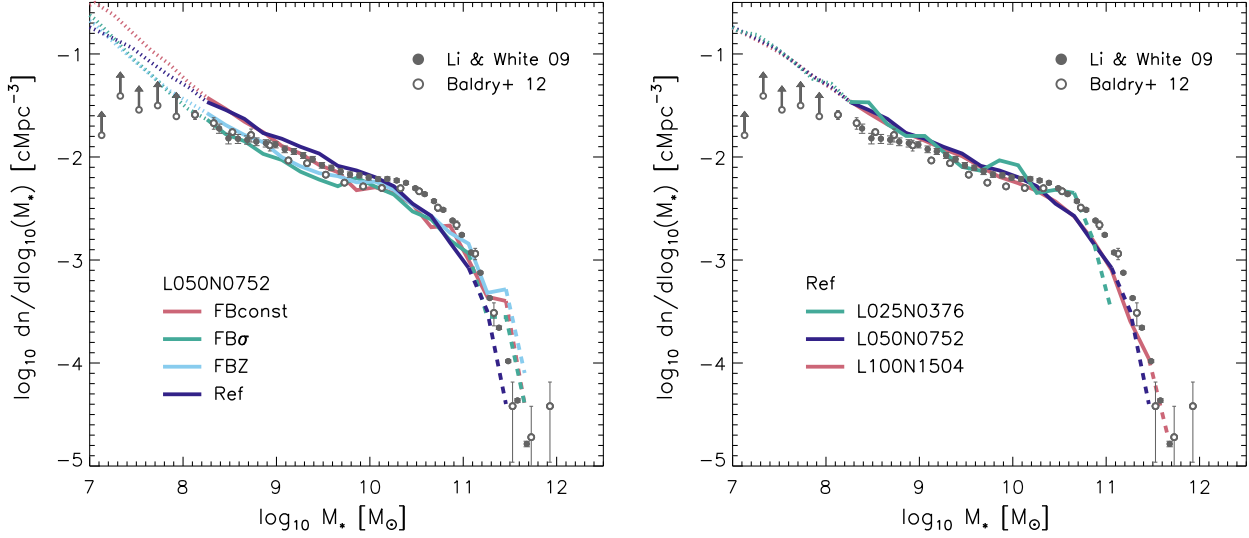 log₁₀ dn/dlog₁₀(M⁎) [cMpc⁻³]
−1
−2
−3
−4
−5
Li & White 09
Baldry+ 12
L050N0752
FBconst
FBσ
FBZ
Ref
7 8 9 10 11 12
log₁₀ M⁎ [M⊙]
log₁₀ dn/dlog₁₀(M⁎) [cMpc⁻³]
−1
−2
−3
−4
−5
Li & White 09
Baldry+ 12
Ref
L025N0376
L050N0752
L100N1504
7 8 9 10 11 12
log₁₀ M⁎ [M⊙]